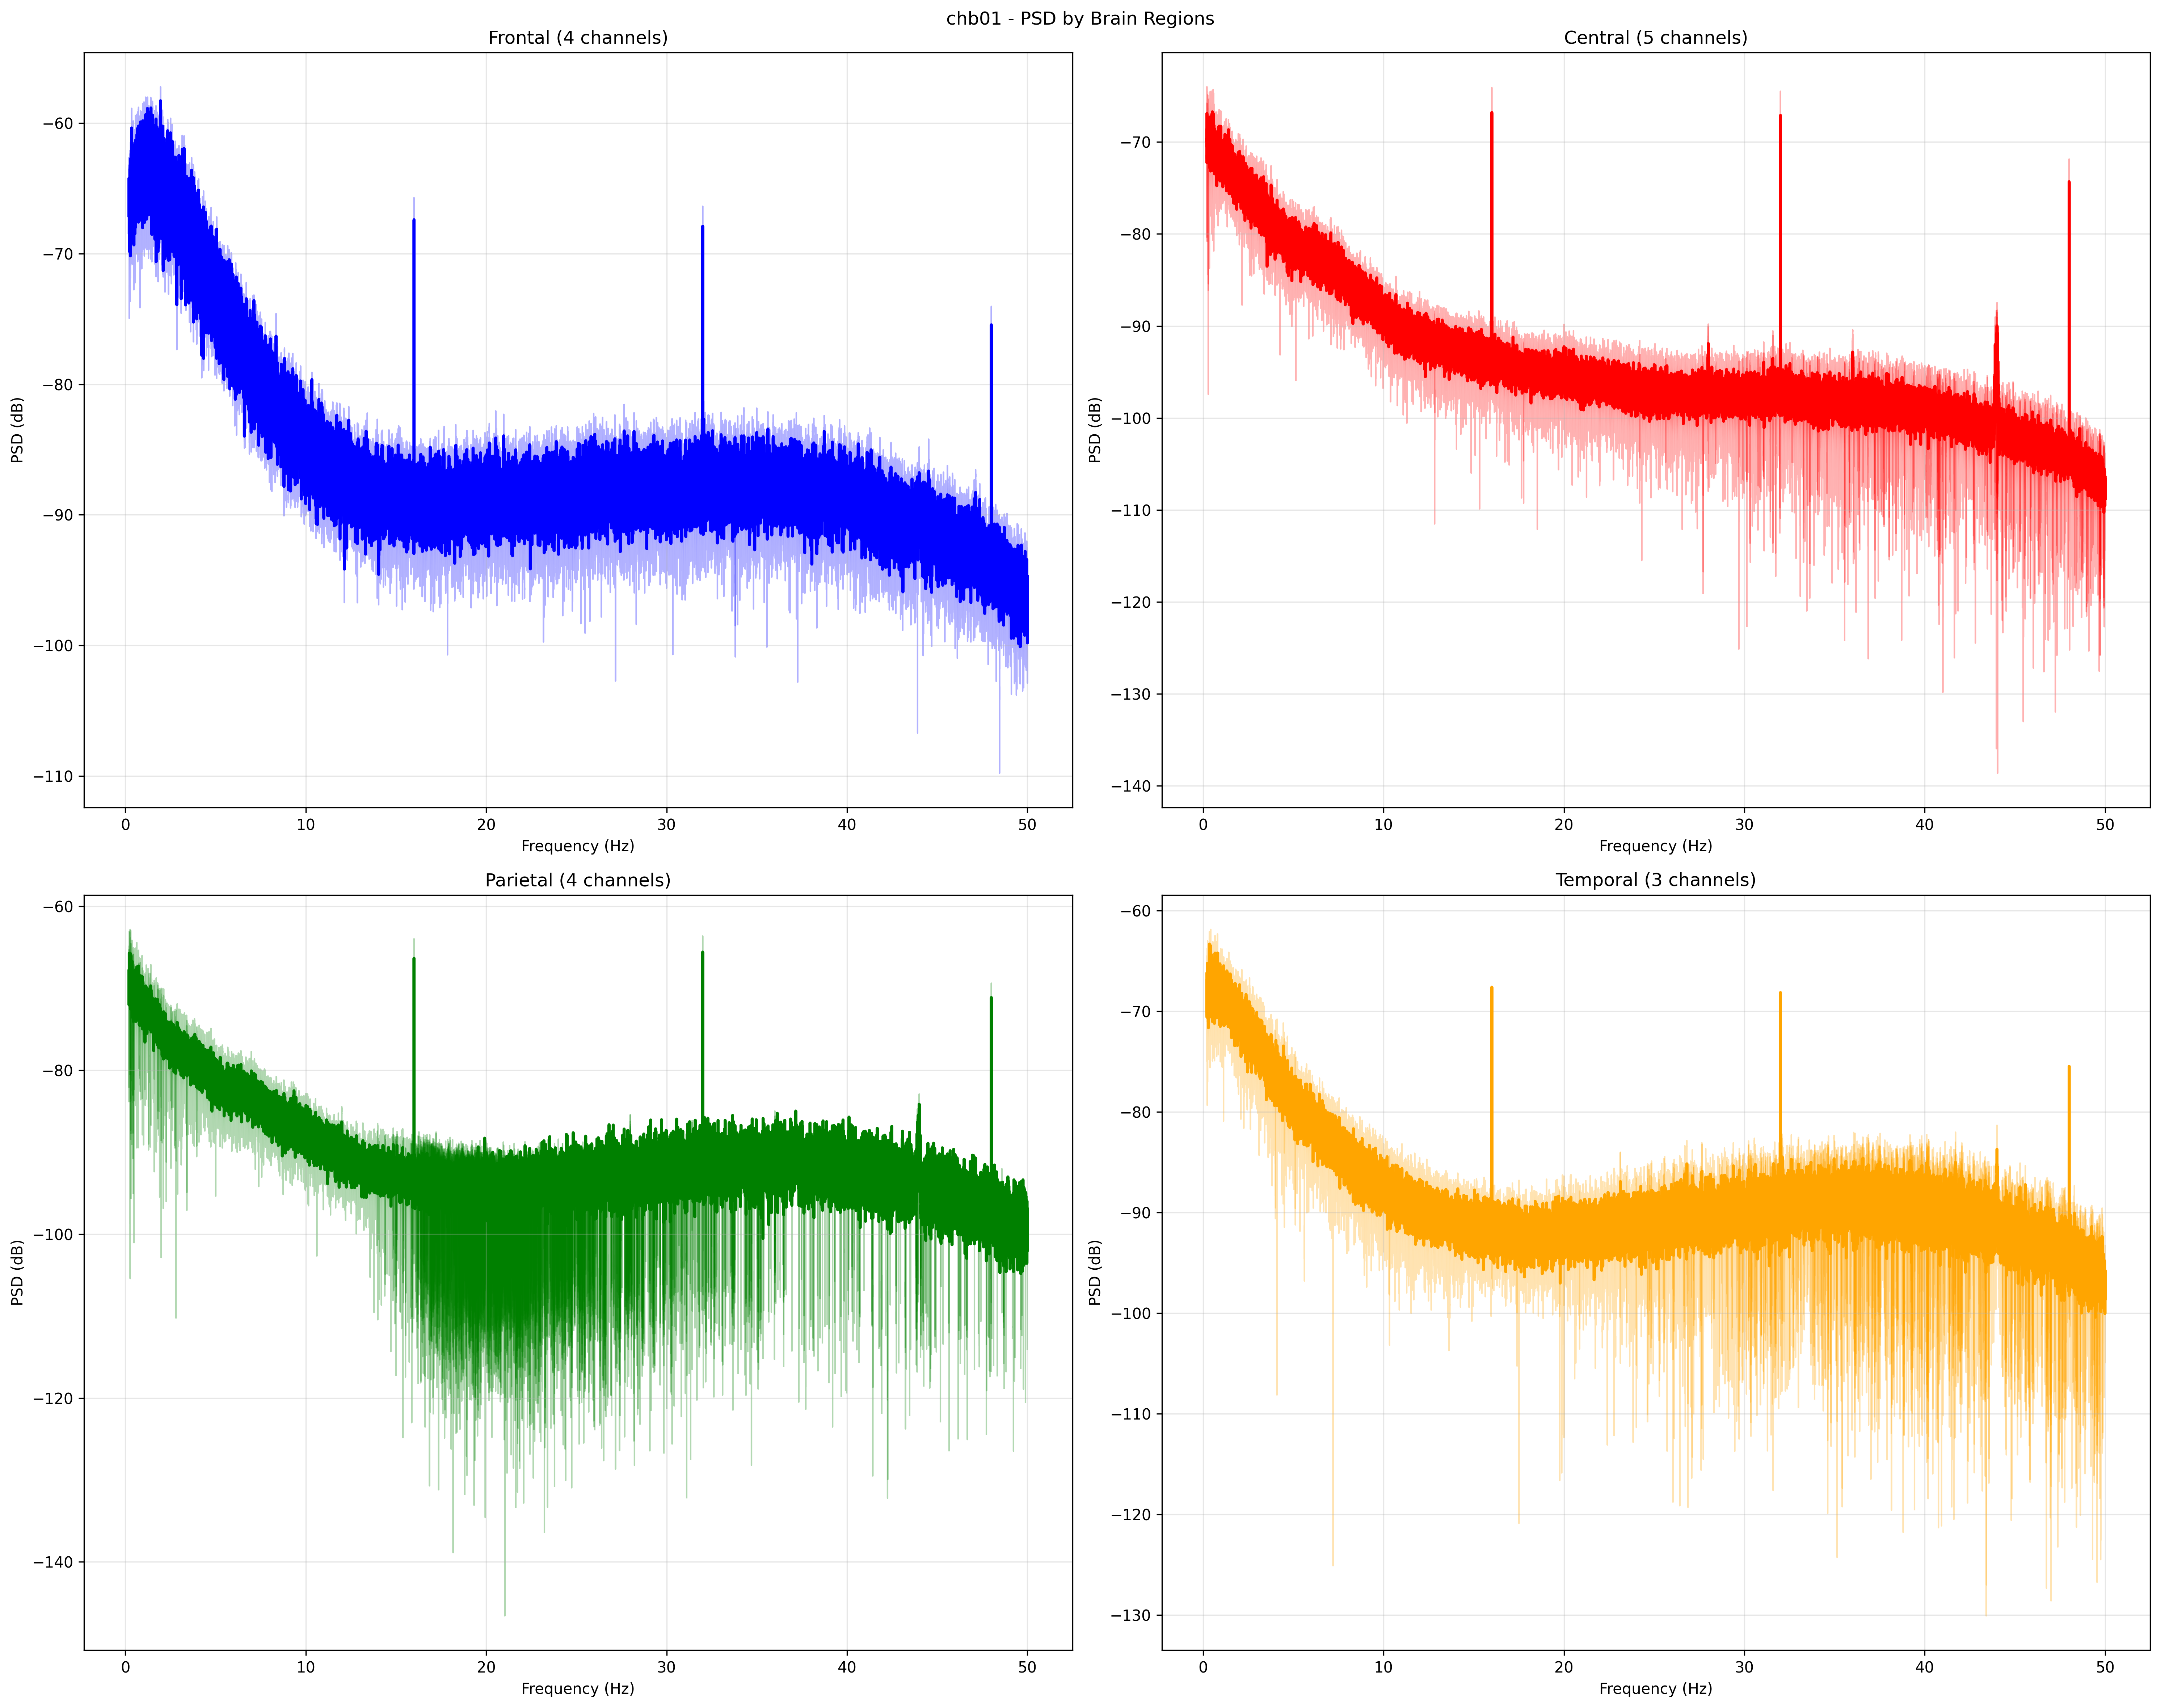 chb01 - PSD by Brain Regions
Frontal (4 channels)
−60
−70
−80
−90
−100
−110
PSD (dB)
0 10 20 30 40 50
Frequency (Hz)
Central (5 channels)
−70
−80
−90
−100
−110
−120
−130
−140
PSD (dB)
0 10 20 30 40 50
Frequency (Hz)
Parietal (4 channels)
−60
−80
−100
−120
−140
PSD (dB)
0 10 20 30 40 50
Frequency (Hz)
Temporal (3 channels)
−60
−70
−80
−90
−100
−110
−120
−130
PSD (dB)
0 10 20 30 40 50
Frequency (Hz)